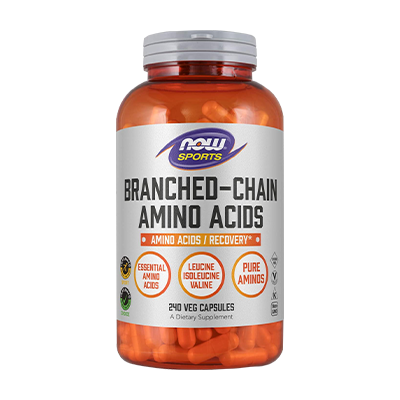 NOW
SPORTS
BRANCHED-CHAIN
AMINO ACIDS
AMINO ACIDS / RECOVERY*
ESSENTIAL
AMINO
ACIDS
LEUCINE
ISOLEUCINE
VALINE
PURE
AMINOS
240 VEG CAPSULES
A Dietary Supplement